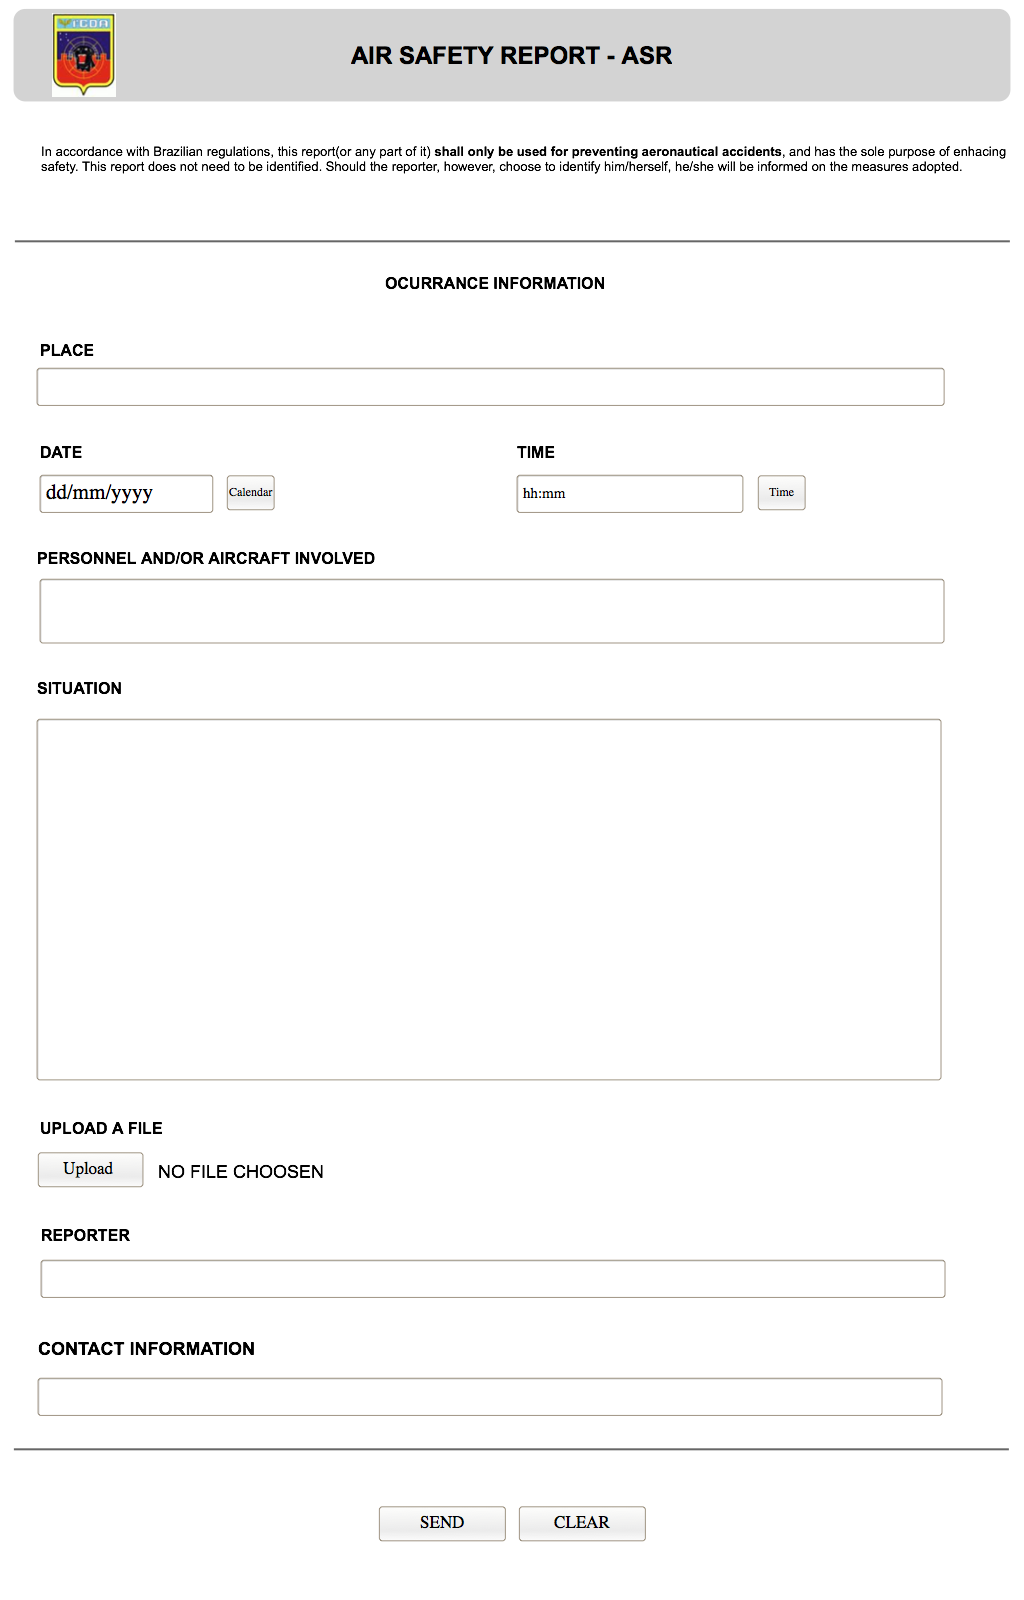 AIR SAFETY REPORT - ASR
In accordance with Brazilian regulations, this report(or any part of it) shall only be used for preventing aeronautical accidents, and has the sole purpose of enhacing
safety. This report does not need to be identified. Should the reporter, however, choose to identify him/herself, he/she will be informed on the measures adopted.
OCURRANCE INFORMATION
PLACE
DATE TIME
dd/mm/yyyy Calendar hh:mm Time
PERSONNEL AND/OR AIRCRAFT INVOLVED
SITUATION
UPLOAD A FILE
Upload NO FILE CHOOSEN
REPORTER
CONTACT INFORMATION
SEND CLEAR